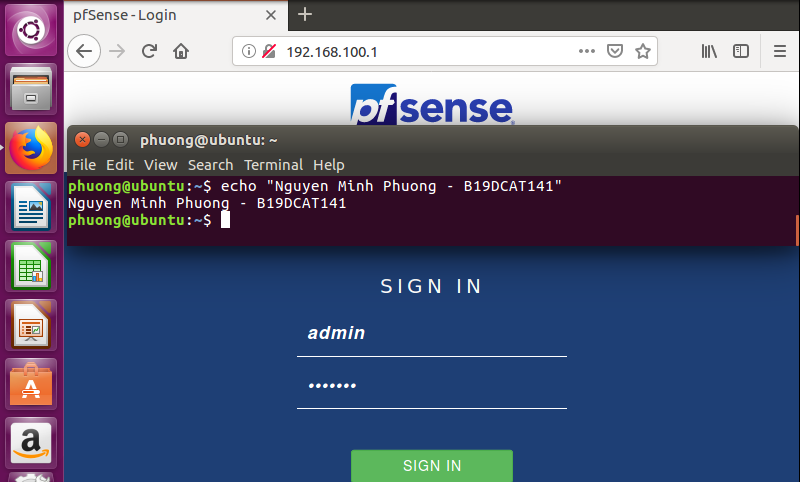 pfSense - Login
192.168.100.1
pfsense
phuong@ubuntu: ~
File Edit View Search Terminal Help
phuong@ubuntu:~$ echo "Nguyen Minh Phuong - B19DCAT141"
Nguyen Minh Phuong - B19DCAT141
phuong@ubuntu:~$
SIGN IN
admin
•••••••
SIGN IN